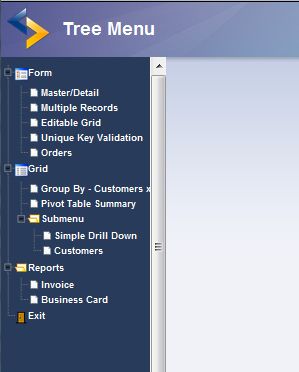 Tree Menu
Form
Master/Detail
Multiple Records
Editable Grid
Unique Key Validation
Orders
Grid
Group By - Customers x
Pivot Table Summary
Submenu
Simple Drill Down
Customers
Reports
Invoice
Business Card
Exit